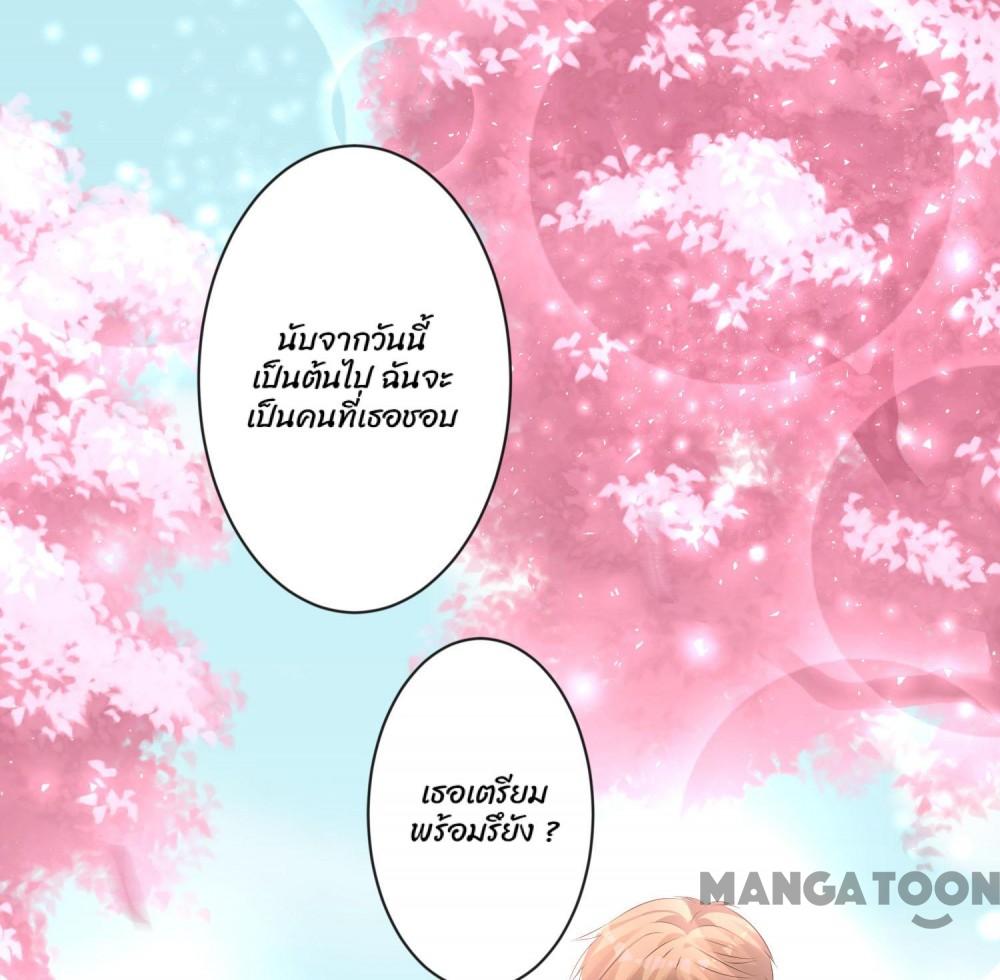 นับจากวันนี้
เป็นต้นไป ฉันจะ
เป็นคนที่เธอชอบ
เธอเตรียม
พร้อมรึยัง ?
MANGATOON